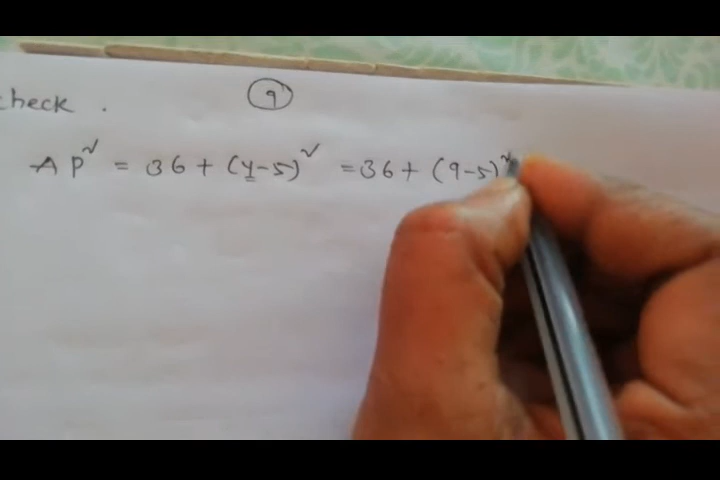 check . 9
AP² = 36 + (y-5)² = 36 + (9-5)²